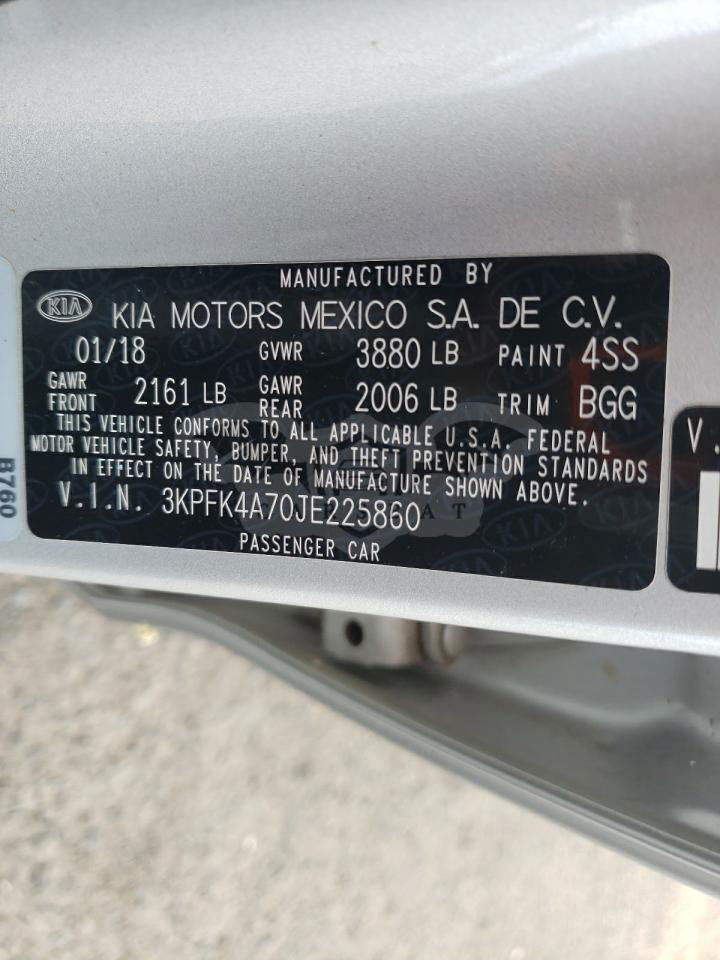 MANUFACTURED BY
KIA KIA MOTORS MEXICO S.A. DE C.V.
01/18 GVWR 3880 LB PAINT 4SS
GAWR FRONT 2161 LB GAWR REAR 2006 LB TRIM BGG
THIS VEHICLE CONFORMS TO ALL APPLICABLE U.S.A. FEDERAL
MOTOR VEHICLE SAFETY, BUMPER, AND THEFT PREVENTION STANDARDS
IN EFFECT ON THE DATE OF MANUFACTURE SHOWN ABOVE.
V.I.N. 3KPFK4A70JE225860
PASSENGER CAR
B760
V.